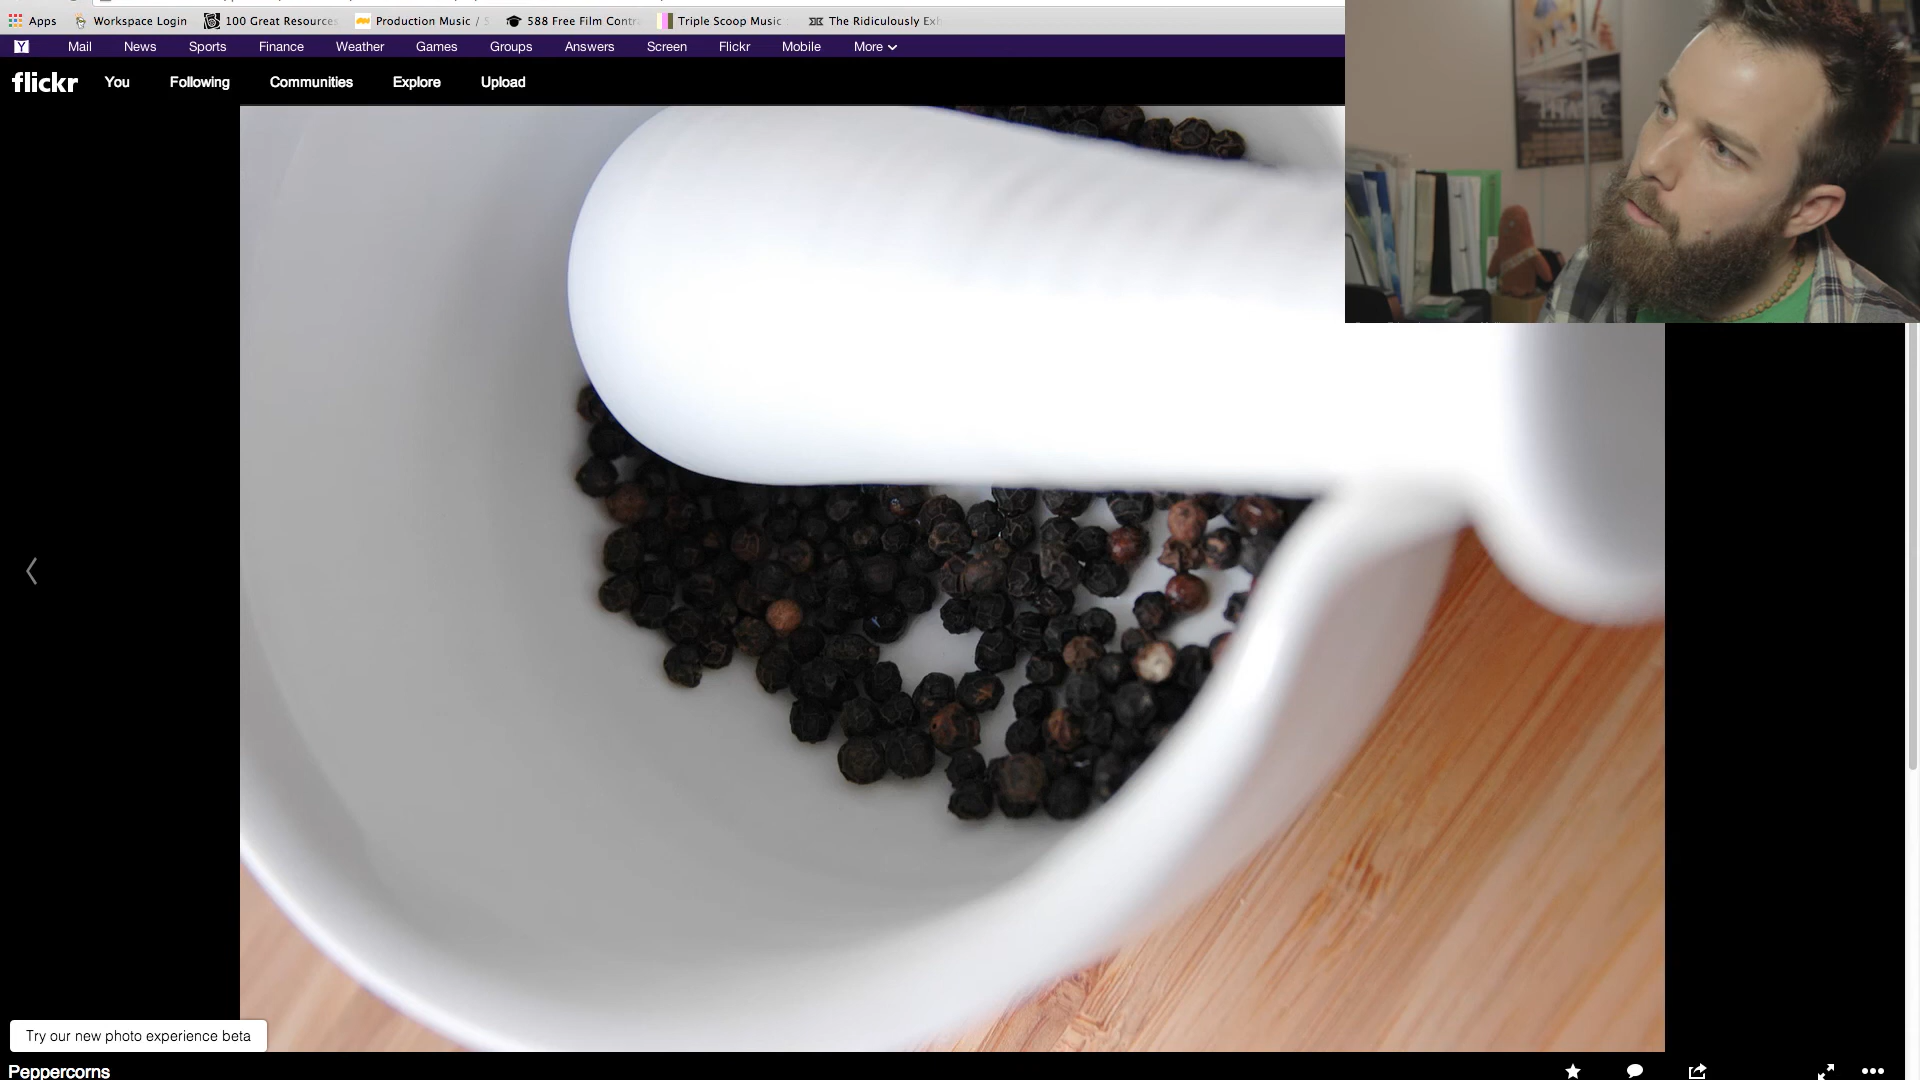 Apps Workspace Login 100 Great Resources Production Music / 588 Free Film Contra Triple Scoop Music The Ridiculously Exh
Y Mail News Sports Finance Weather Games Groups Answers Screen Flickr Mobile More
flickr You Following Communities Explore Upload
Try our new photo experience beta
Peppercorns